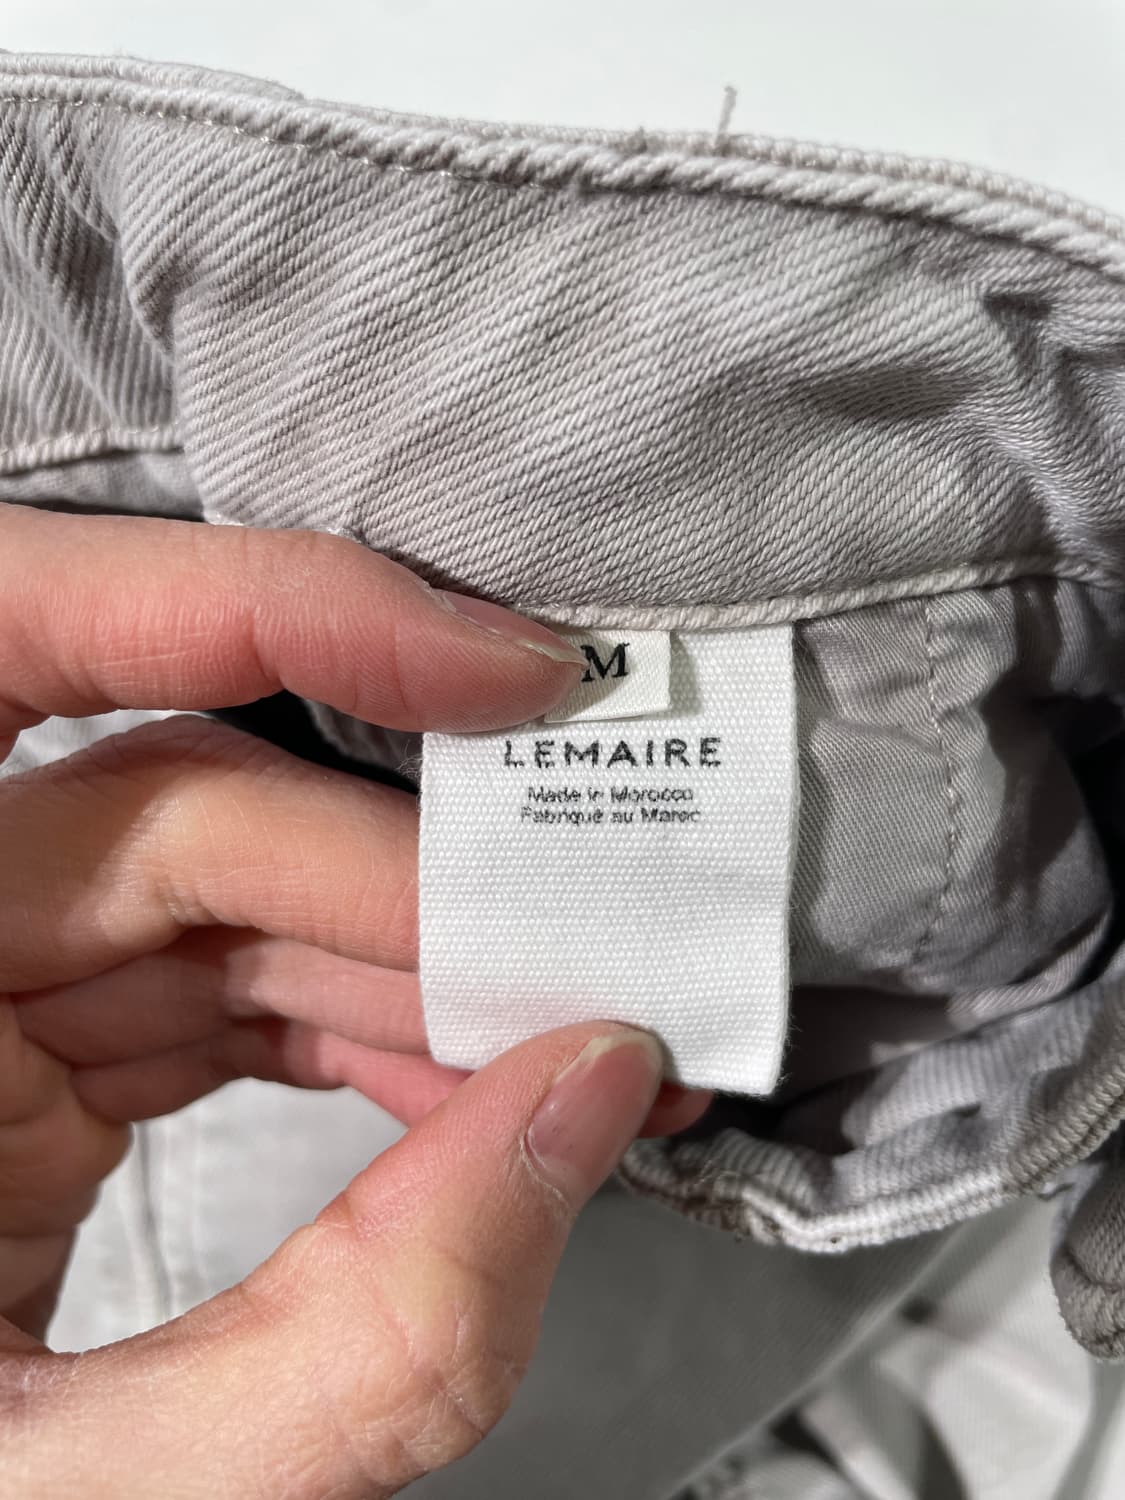 M
LEMAIRE
Made in Morocco
Fabriqué au Maroc